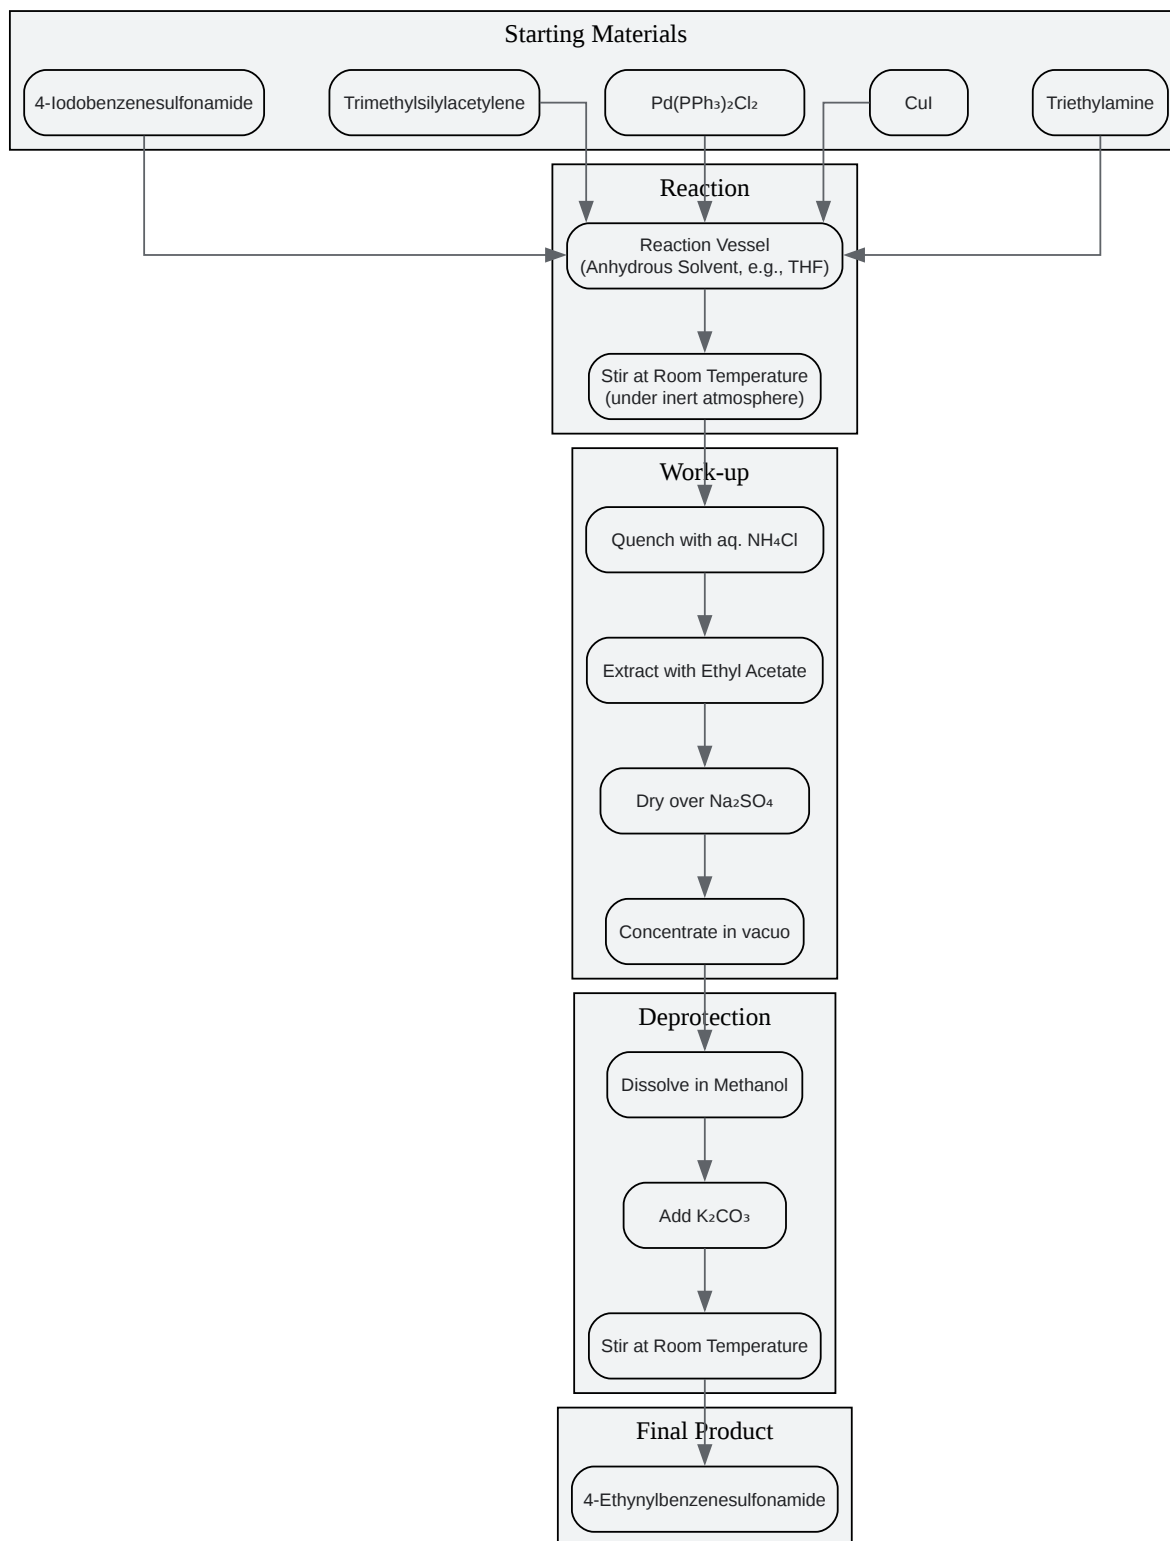 Starting Materials
4-Iodobenzenesulfonamide
Trimethylsilylacetylene
Pd(PPh₃)₂Cl₂
CuI
Triethylamine
Reaction
Reaction Vessel
(Anhydrous Solvent, e.g., THF)
Stir at Room Temperature
(under inert atmosphere)
Work-up
Quench with aq. NH₄Cl
Extract with Ethyl Acetate
Dry over Na₂SO₄
Concentrate in vacuo
Deprotection
Dissolve in Methanol
Add K₂CO₃
Stir at Room Temperature
Final Product
4-Ethynylbenzenesulfonamide